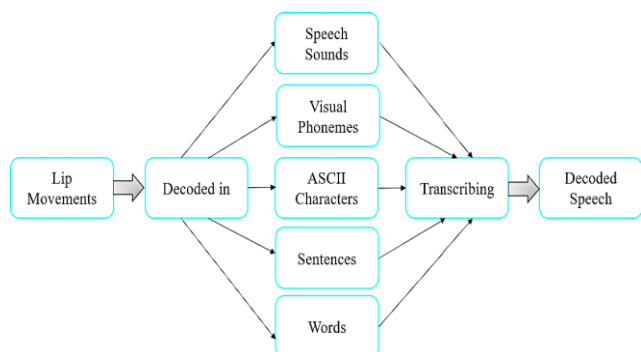 Lip
Movements
Decoded in
Speech
Sounds
Visual
Phonemes
ASCII
Characters
Sentences
Words
Transcribing
Decoded
Speech